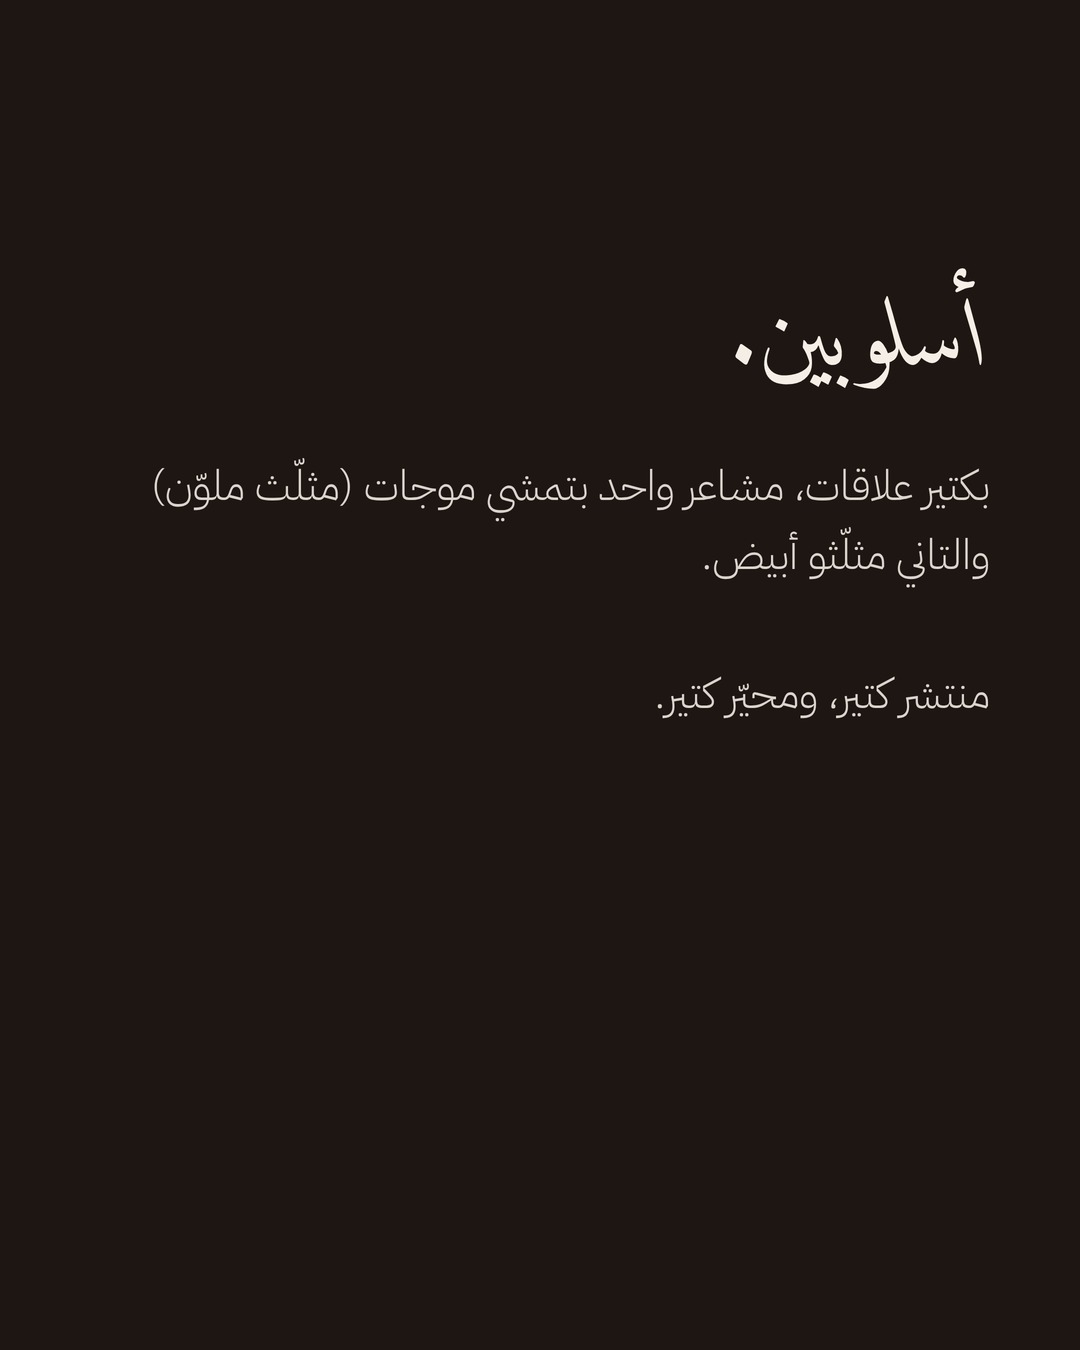 أسلوبين.
بكتير علاقات، مشاعر واحد بتمشي موجات (مثلّث ملوّن)
والتاني مثلّثو أبيض.
منتشر كتير، ومحيّر كتير.